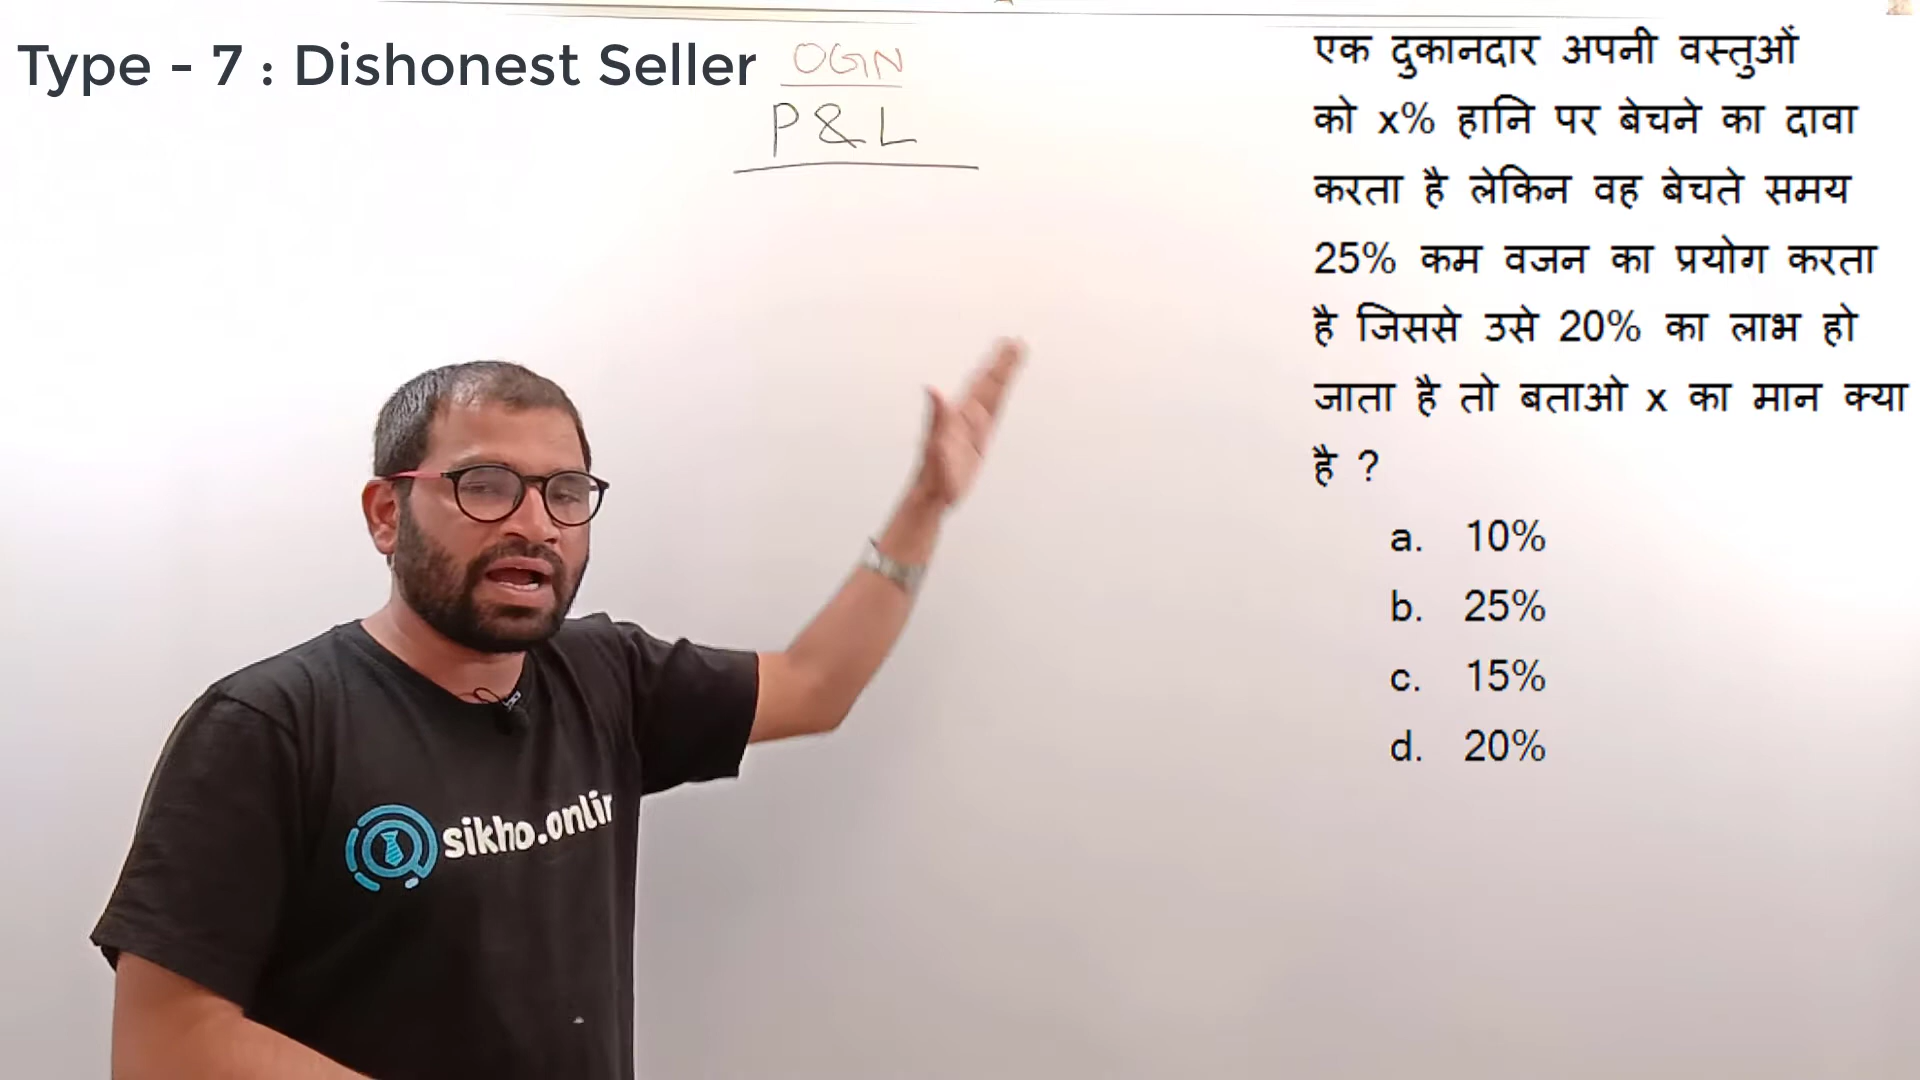 Type - 7 : Dishonest Seller
OGN
P & L
एक दुकानदार अपनी वस्तुओं
को x% हानि पर बेचने का दावा
करता है लेकिन वह बेचते समय
25% कम वजन का प्रयोग करता
है जिससे उसे 20% का लाभ हो
जाता है तो बताओ x का मान क्या
है ?
a. 10%
b. 25%
c. 15%
d. 20%
sikho.onlin